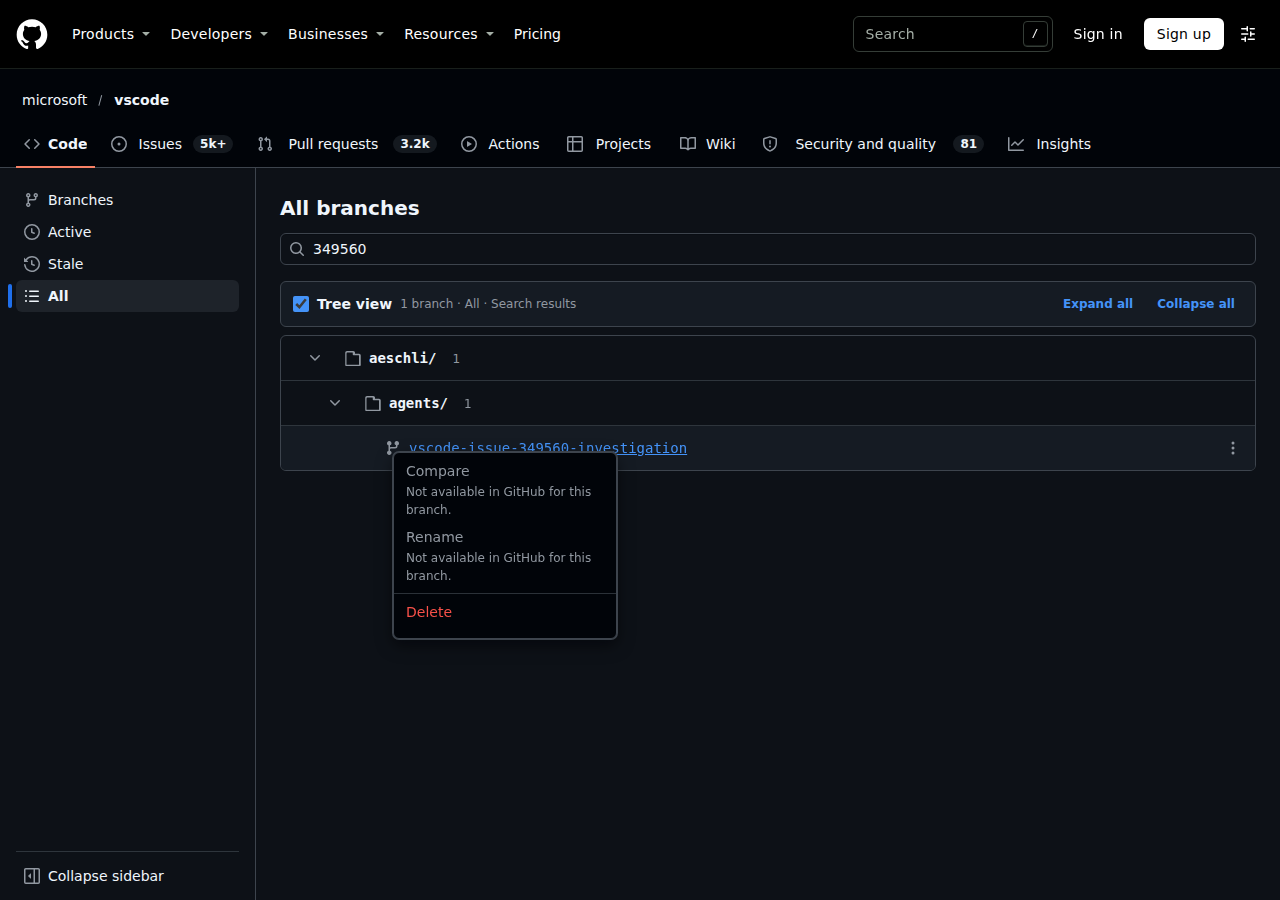 Products Developers Businesses Resources Pricing Search / Sign in Sign up
microsoft / vscode
Code Issues 5k+ Pull requests 3.2k Actions Projects Wiki Security and quality 81 Insights
Branches
Active
Stale
All
Collapse sidebar
All branches
349560
Tree view 1 branch · All · Search results Expand all Collapse all
aeschli/ 1
agents/ 1
vscode-issue-349560-investigation
Compare
Not available in GitHub for this
branch.
Rename
Not available in GitHub for this
branch.
Delete